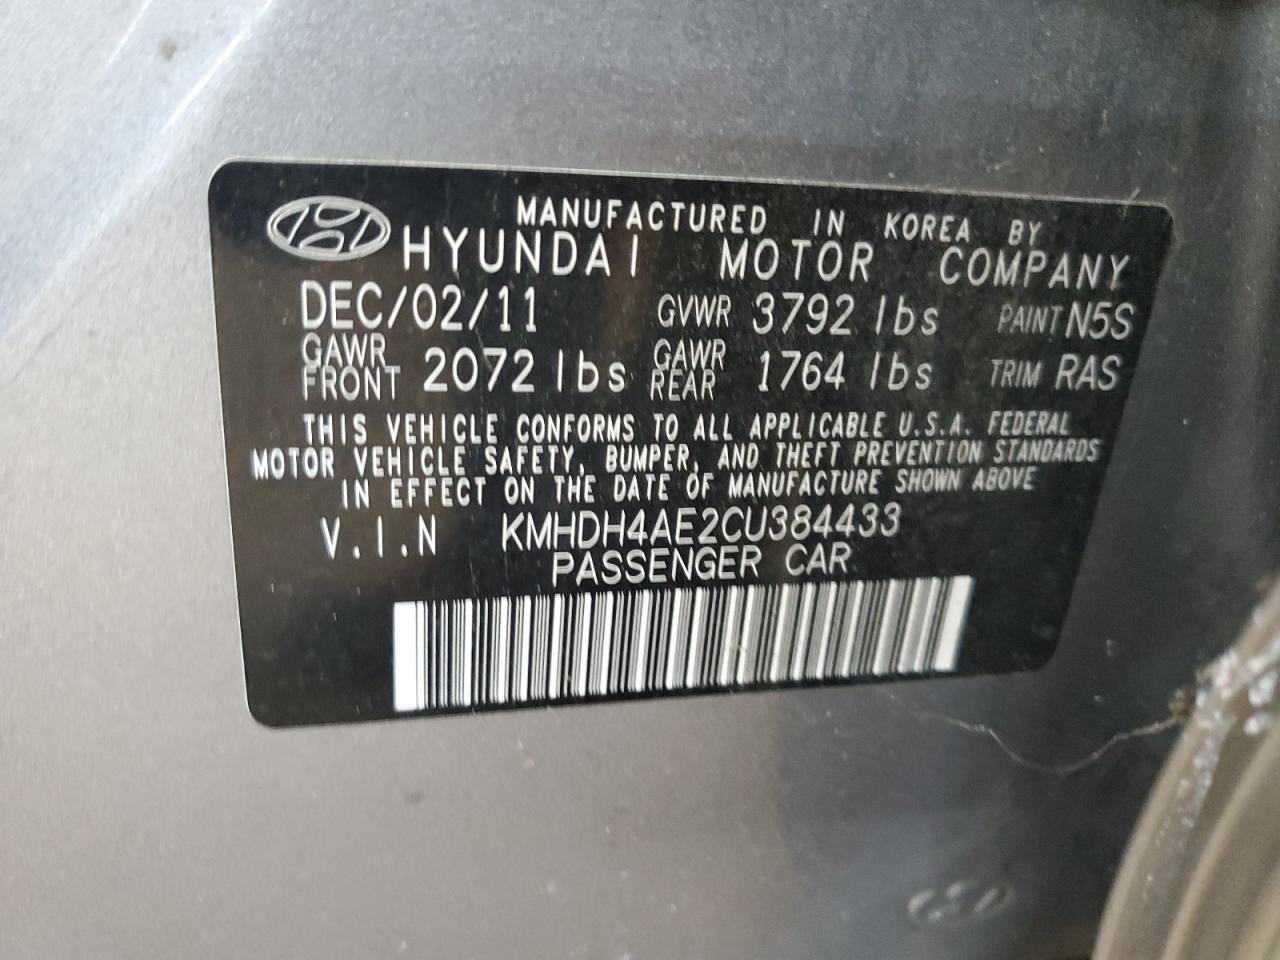 MANUFACTURED IN KOREA BY
HYUNDAI MOTOR COMPANY
DEC/02/11 GVWR 3792 lbs PAINT N5S
GAWR FRONT 2072 lbs GAWR REAR 1764 lbs TRIM RAS
THIS VEHICLE CONFORMS TO ALL APPLICABLE U.S.A. FEDERAL
MOTOR VEHICLE SAFETY, BUMPER, AND THEFT PREVENTION STANDARDS
IN EFFECT ON THE DATE OF MANUFACTURE SHOWN ABOVE
V.I.N KMHDH4AE2CU384433
PASSENGER CAR